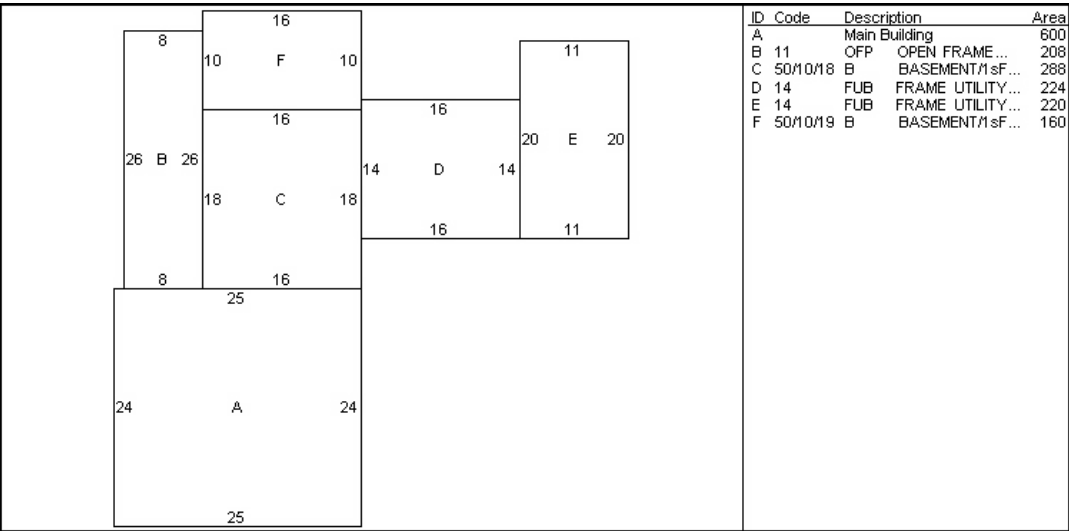 16
8
11
10 F 10
16
16
20 E 20
26 B 26
14 D 14
18 C 18
16
11
8
16
25
24 A 24
25
ID Code Description Area
A Main Building 600
B 11 OFP OPEN FRAME... 208
C 50/10/18 B BASEMENT/1sF... 288
D 14 FUB FRAME UTILITY... 224
E 14 FUB FRAME UTILITY... 220
F 50/10/19 B BASEMENT/1sF... 160